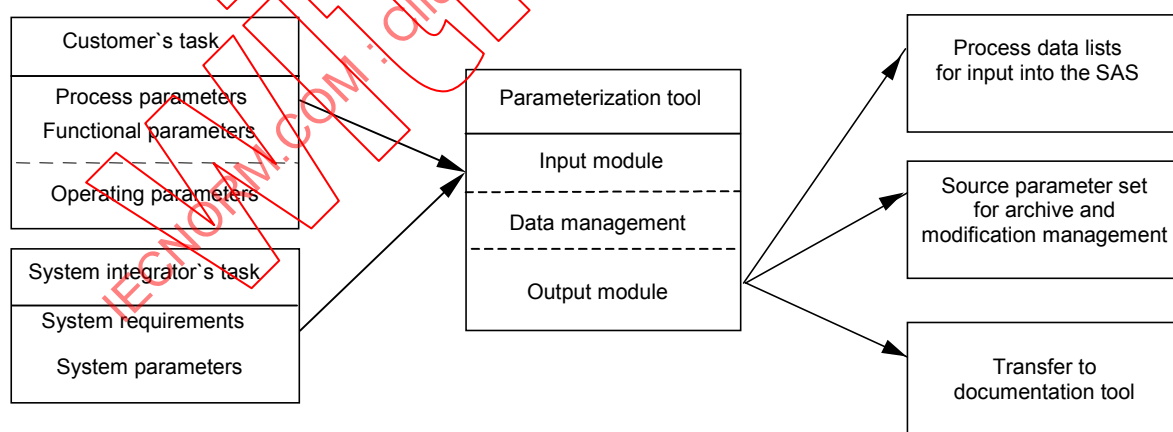 Customer`s task
Process parameters
Functional parameters
Operating parameters
System integrator`s task
System requirements
System parameters
Parameterization tool
Input module
Data management
Output module
Process data lists
for input into the SAS
Source parameter set
for archive and
modification management
Transfer to
documentation tool
IECNORM.COM :